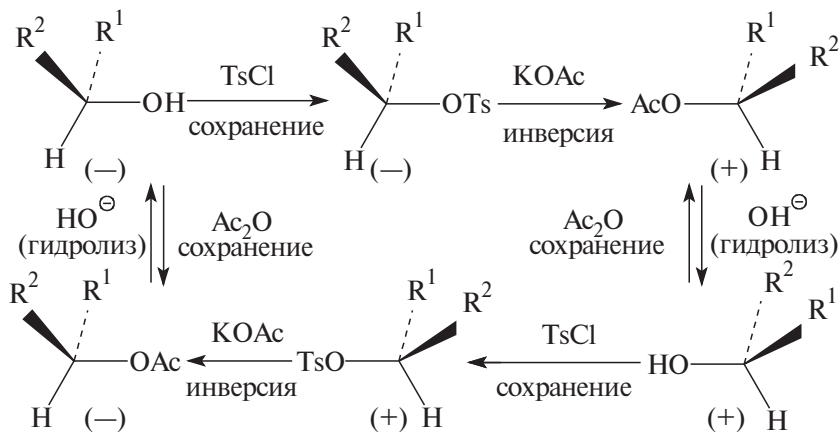 R² R¹ R² R¹ R¹ R²
TsCl KOAc
OH OTs AcO
сохранение инверсия
H H H
(—) (—) (+)
HO⊖ Ac₂O Ac₂O OH⊖
(гидролиз) сохранение сохранение (гидролиз)
R² R¹ R¹ R² R² R¹
KOAc TsCl
OAc TsO HO
инверсия сохранение
H H H
(—) (+) (+)